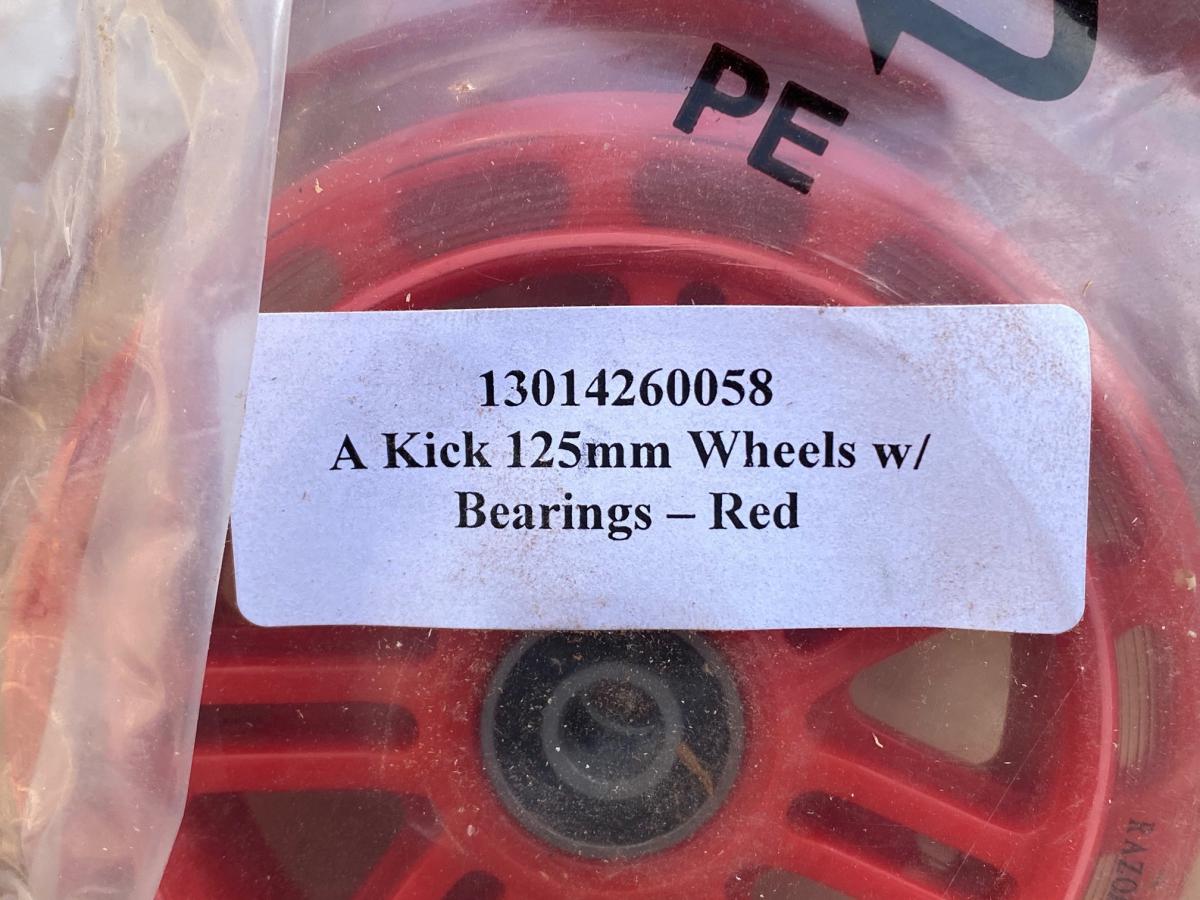 PE
13014260058
A Kick 125mm Wheels w/
Bearings – Red